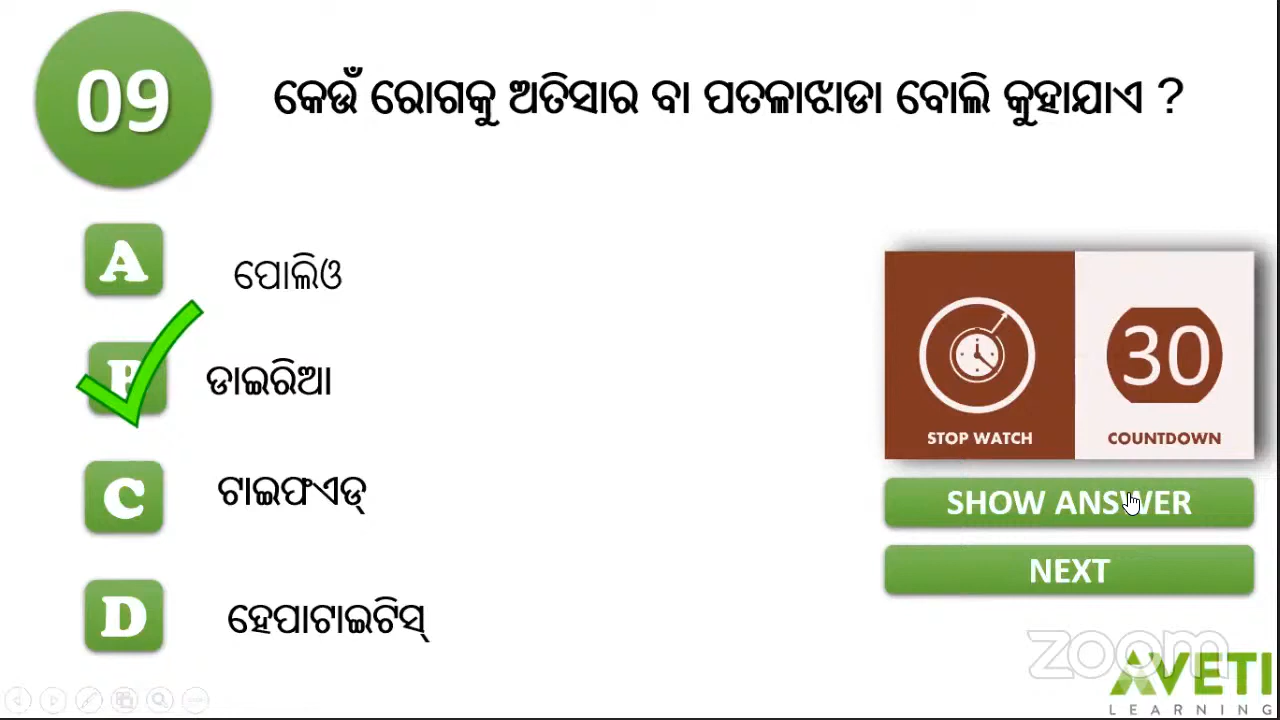 09
କେଉଁ ରୋଗକୁ ଅତିସାର ବା ପତଳାଝାଡା ବୋଲି କୁହାଯାଏ ?
A
ପୋଲିଓ
B
ଡାଇରିଆ
C
ଟାଇଫଏଡ୍
D
ହେପାଟାଇଟିସ୍
30
STOP WATCH
COUNTDOWN
SHOW ANSWER
NEXT
zoom
AVETI
LEARNING